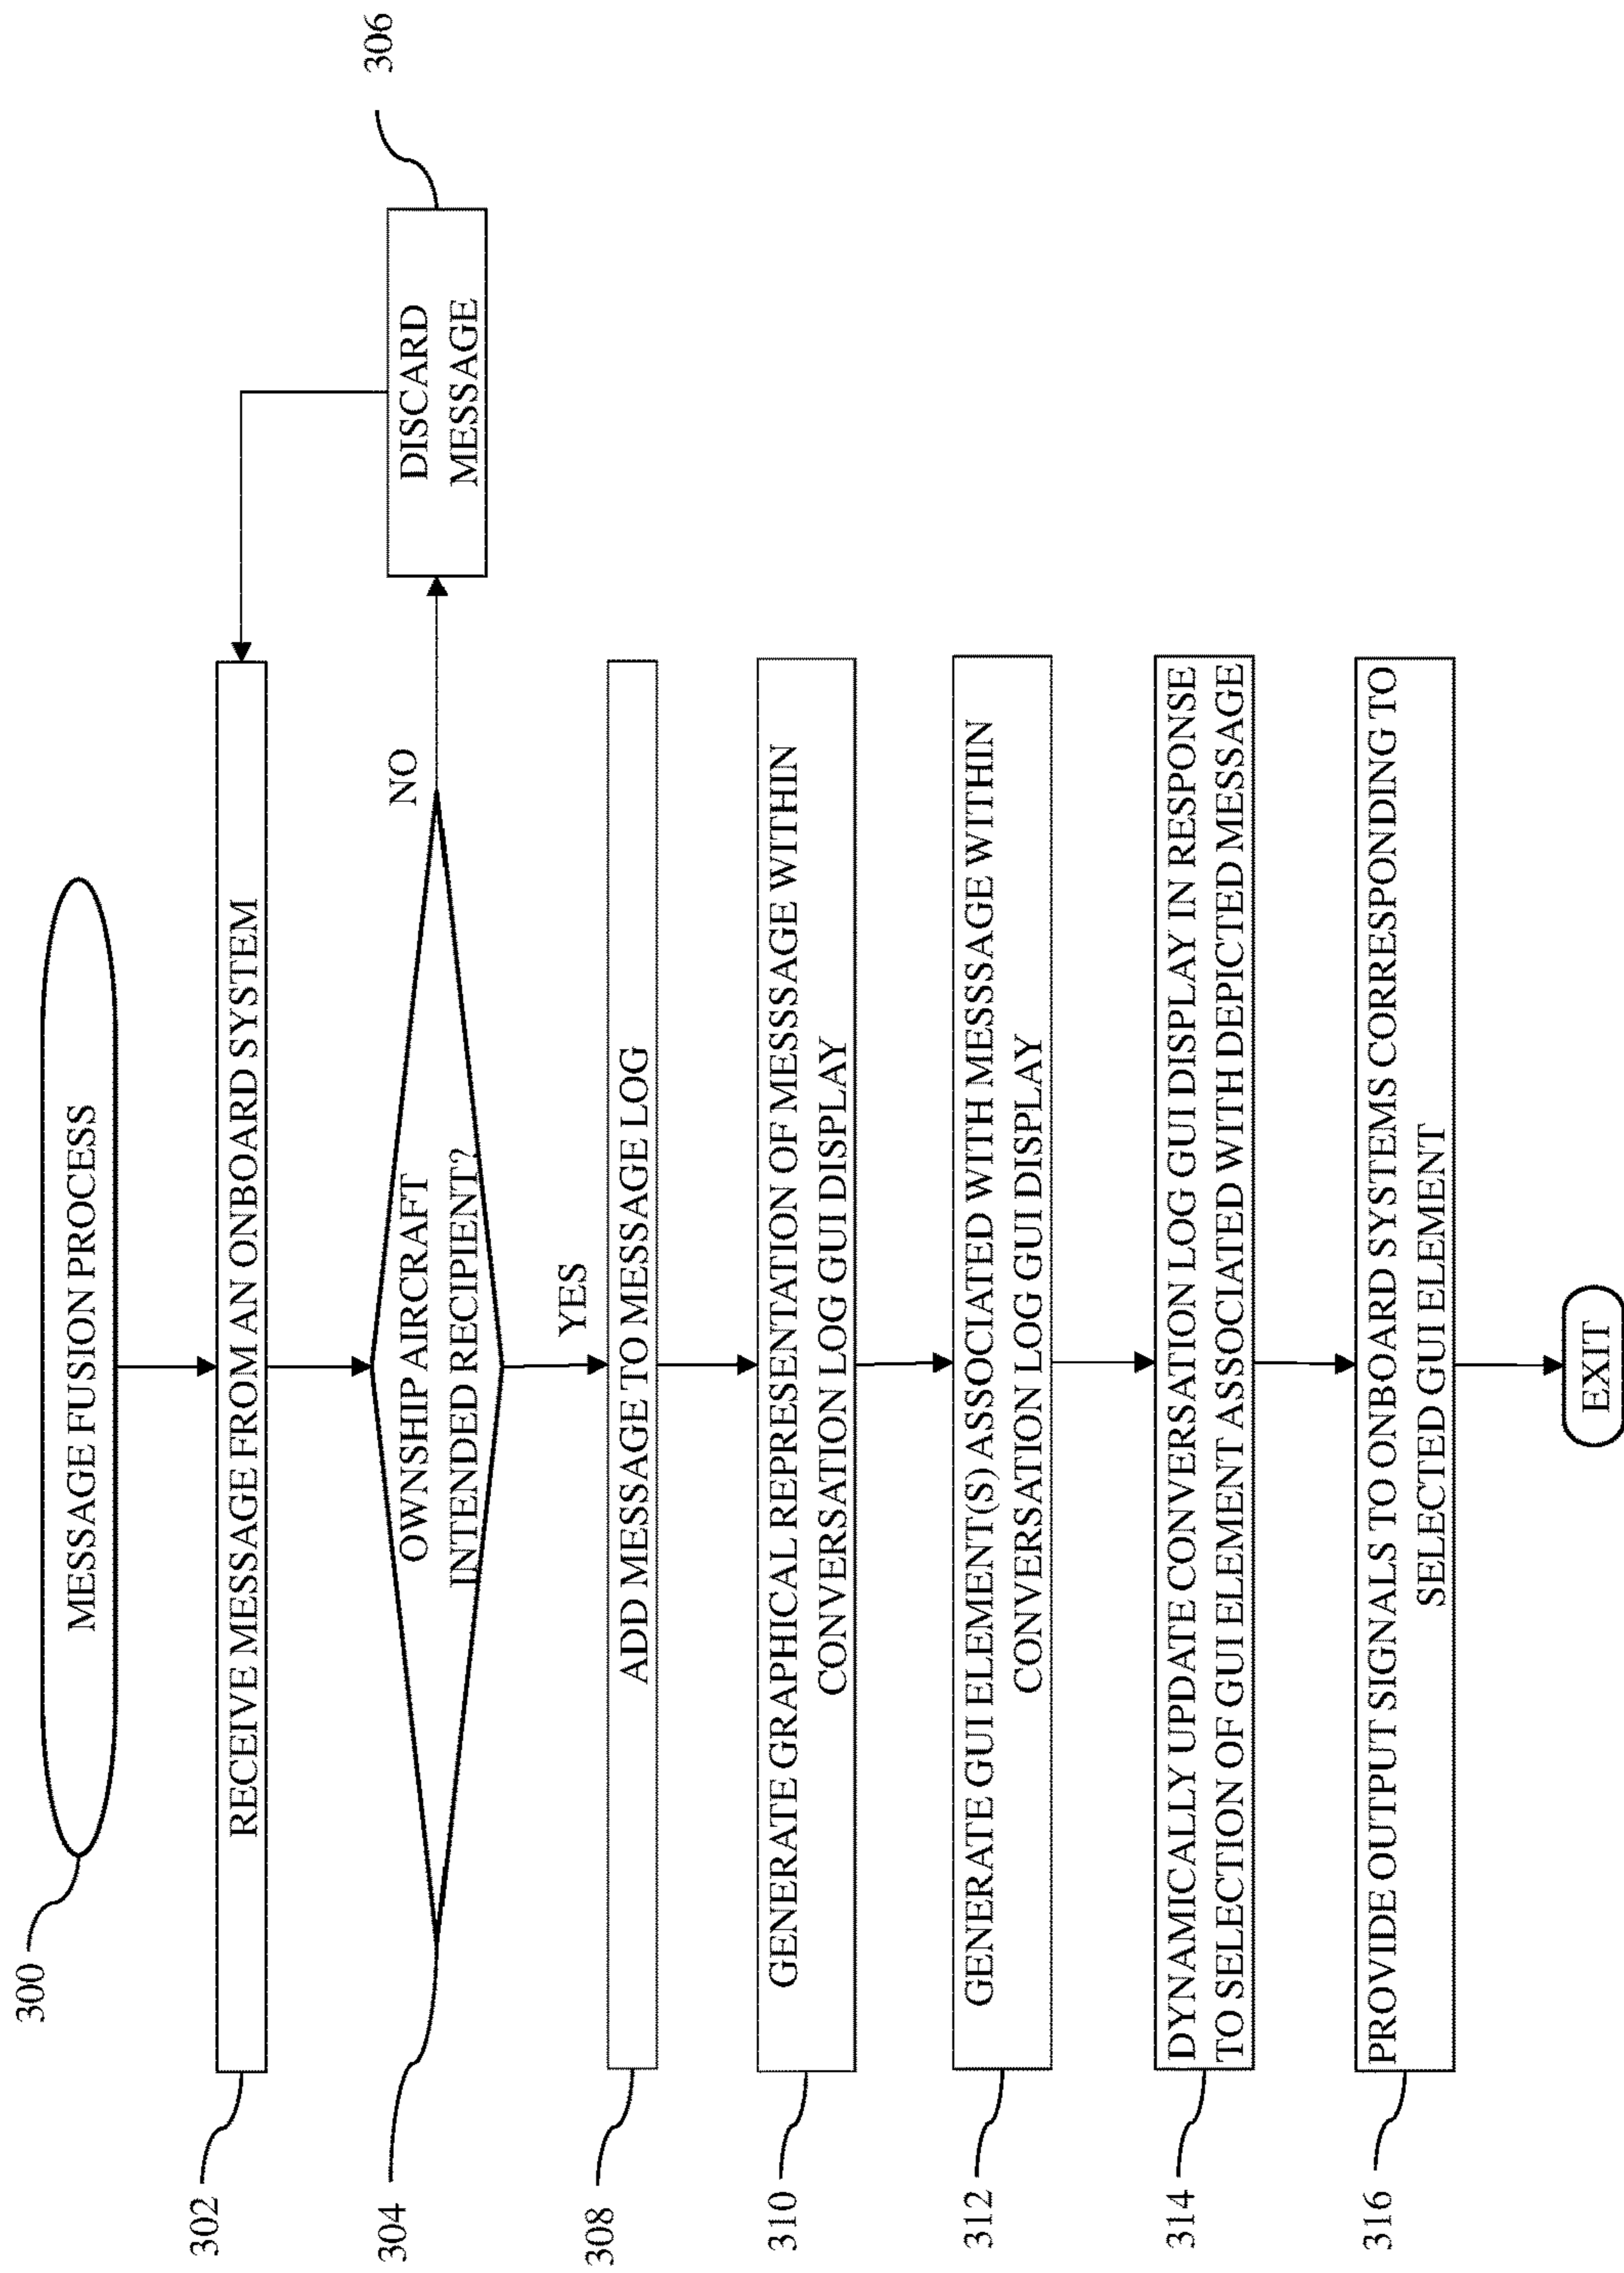 300
MESSAGE FUSION PROCESS
302
RECEIVE MESSAGE FROM AN ONBOARD SYSTEM
304
OWNSHIP AIRCRAFT
INTENDED RECIPIENT?
NO
306
DISCARD
MESSAGE
YES
308
ADD MESSAGE TO MESSAGE LOG
310
GENERATE GRAPHICAL REPRESENTATION OF MESSSAGE WITHIN
CONVERSATION LOG GUI DISPLAY
312
GENERATE GUI ELEMENT(S) ASSOCIATED WITH MESSSAGE WITHIN
CONVERSATION LOG GUI DISPLAY
314
DYNAMICALLY UPDATE CONVERSATION LOG GUI DISPLAY IN RESPONSE
TO SELECTION OF GUI ELEMENT ASSOCIATED WITH DEPICTED MESSAGE
316
PROVIDE OUTPUT SIGNALS TO ONBOARD SYSTEMS CORRESPONDING TO
SELECTED GUI ELEMENT
EXIT